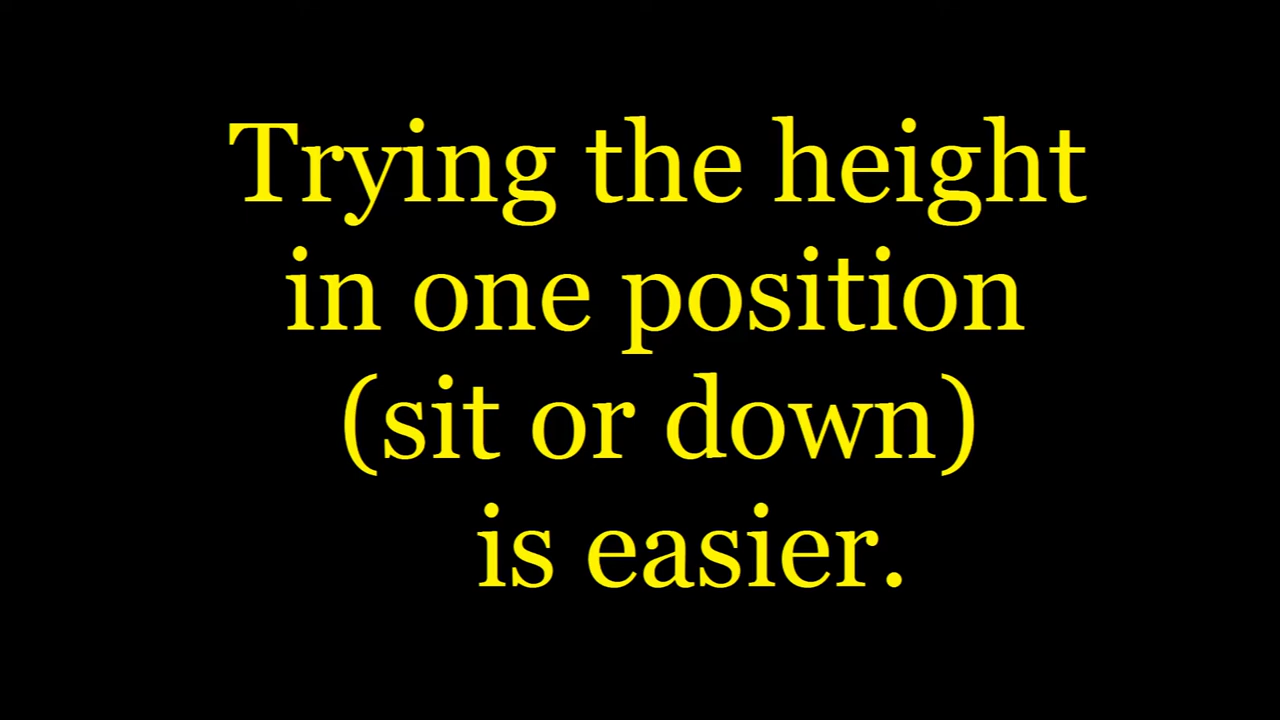 Trying the height
in one position
(sit or down)
is easier.